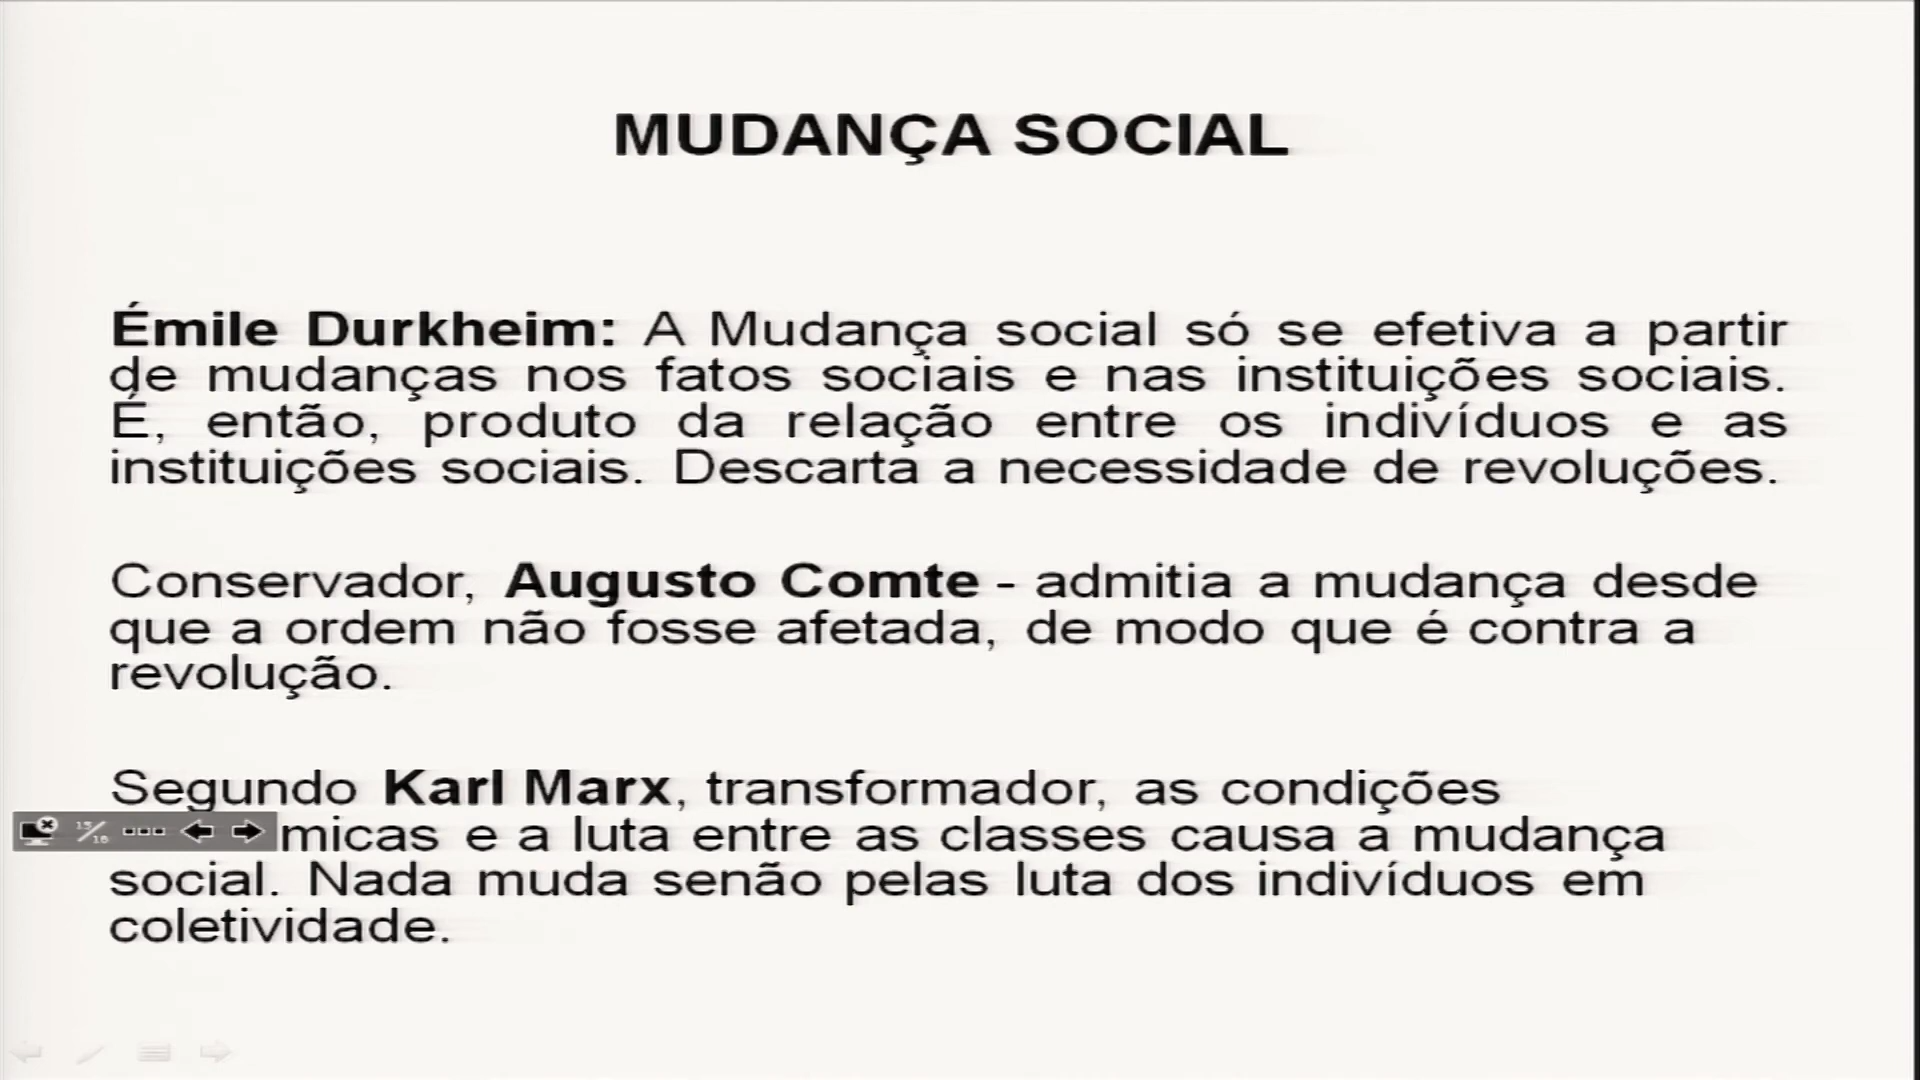 MUDANÇA SOCIAL
Émile Durkheim: A Mudança social só se efetiva a partir
de mudanças nos fatos sociais e nas instituições sociais.
É, então, produto da relação entre os indivíduos e as
instituições sociais. Descarta a necessidade de revoluções.
Conservador, Augusto Comte - admitia a mudança desde
que a ordem não fosse afetada, de modo que é contra a
revolução.
Segundo Karl Marx, transformador, as condições
15/16 micas e a luta entre as classes causa a mudança
social. Nada muda senão pelas luta dos indivíduos em
coletividade.